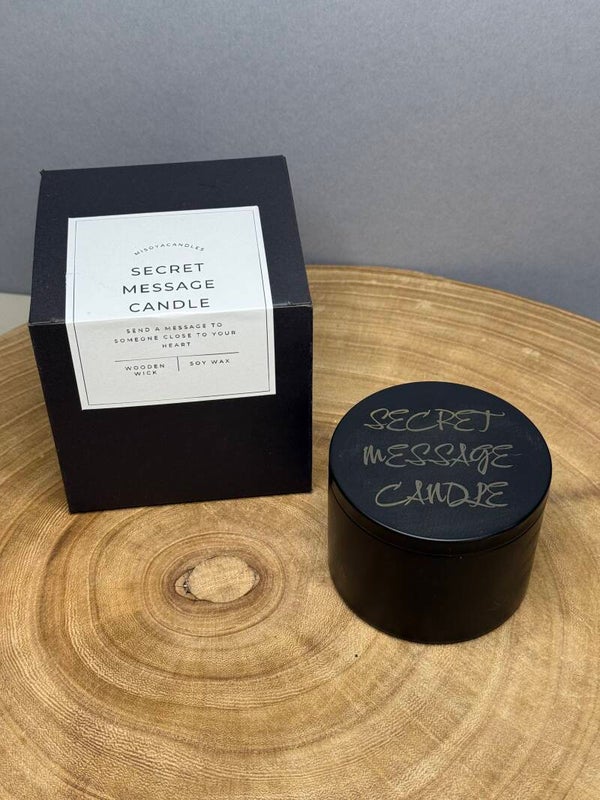 MISOYACANDLES
SECRET
MESSAGE
CANDLE
SEND A MESSAGE TO
SOMEONE CLOSE TO YOUR
HEART
WOODEN
WICK
SOY WAX
SECRET
MESSAGE
CANDLE